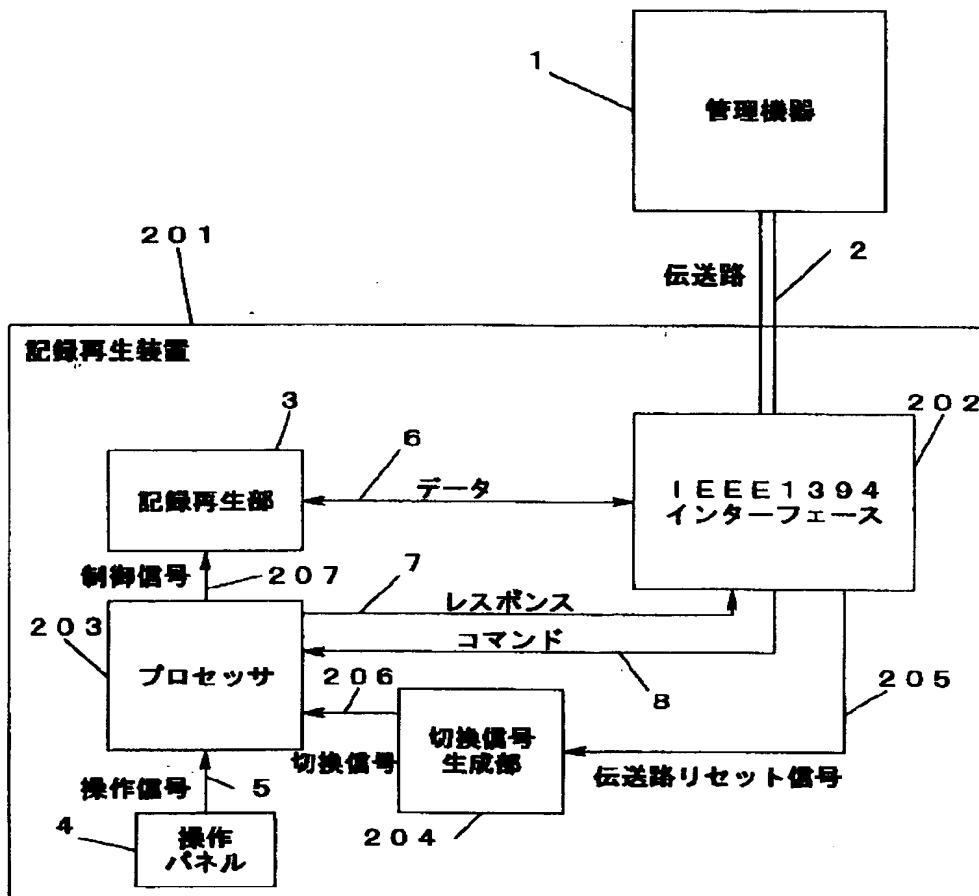 1
管理機器
201
伝送路
2
記録再生装置
3
6
202
記録再生部
データ
IEEE1394
インターフェース
制御信号
207
7
レスポンス
203
コマンド
プロセッサ
206
8
205
切換信号
切換信号
生成部
伝送路リセット信号
操作信号
5
4
操作
パネル
204